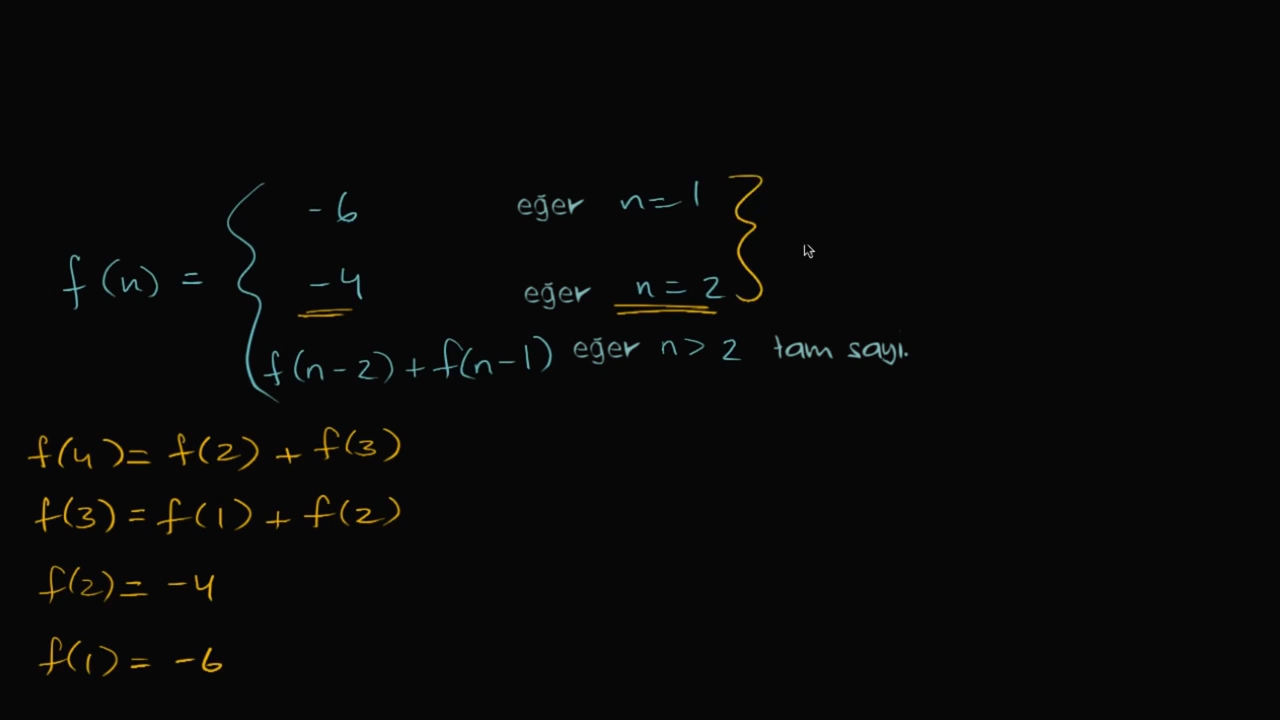 -6 eğer n=1
f(n) = { -4 eğer n=2 }
f(n-2)+f(n-1) eğer n>2 tam sayı.
f(4)= f(2) + f(3)
f(3)= f(1) + f(2)
f(2)= -4
f(1)= -6